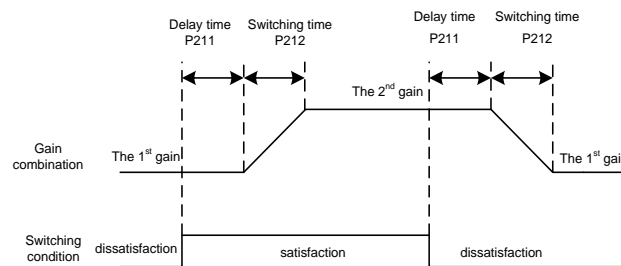 Delay time
P211
Switching time
P212
Delay time
P211
Switching time
P212
The 2nd gain
Gain
combination
The 1st gain
The 1st gai
Switching
condition
dissatisfaction
satisfaction
dissatisfaction